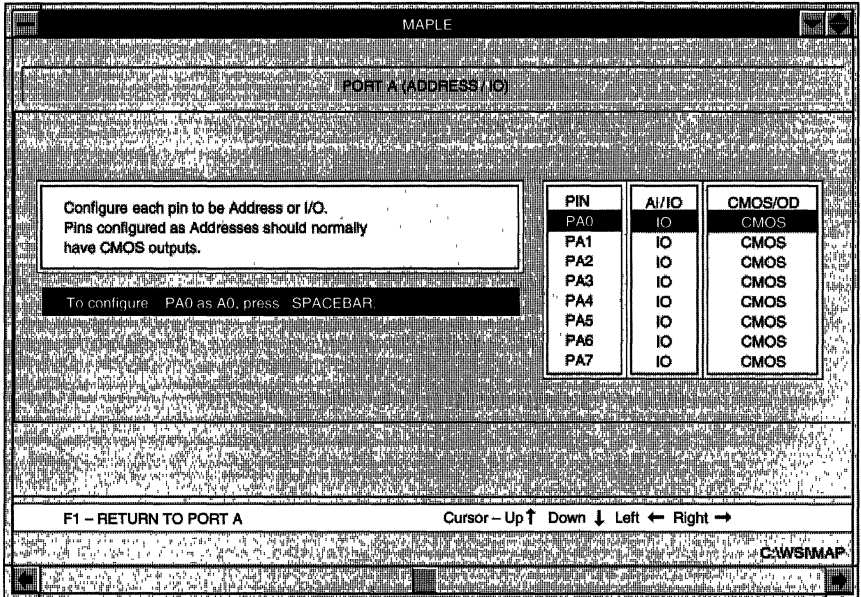 MAPLE
PORT A (ADDRESS / IO)
Configure each pin to be Address or I/O.
Pins configured as Addresses should normally
have CMOS outputs.
To configure PA0 as A0, press SPACEBAR.
PIN Ai/IO CMOS/OD
PA0 IO CMOS
PA1 IO CMOS
PA2 IO CMOS
PA3 IO CMOS
PA4 IO CMOS
PA5 IO CMOS
PA6 IO CMOS
PA7 IO CMOS
F1 – RETURN TO PORT A Cursor – Up ↑ Down ↓ Left ← Right →
C:\WSI\MAP